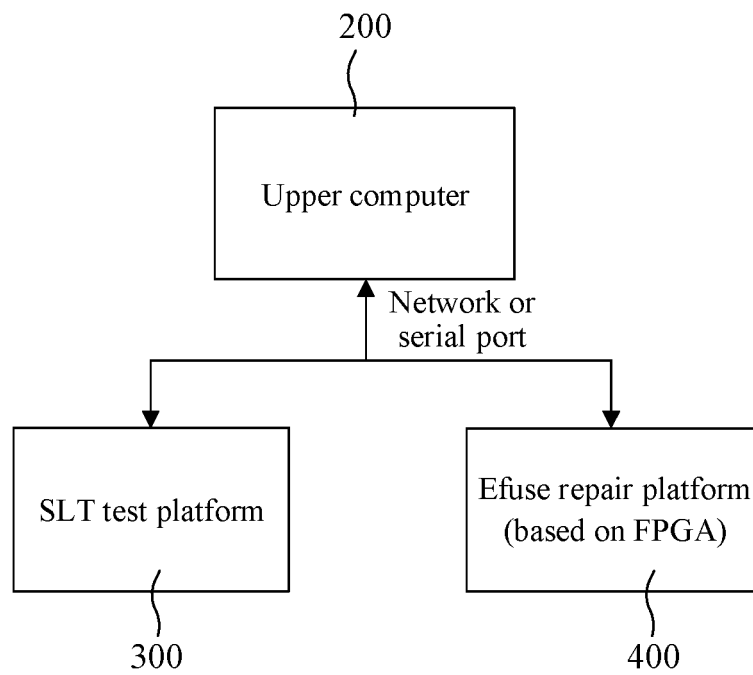 200
Upper computer
Network or
serial port
SLT test platform
Efuse repair platform
(based on FPGA)
300
400